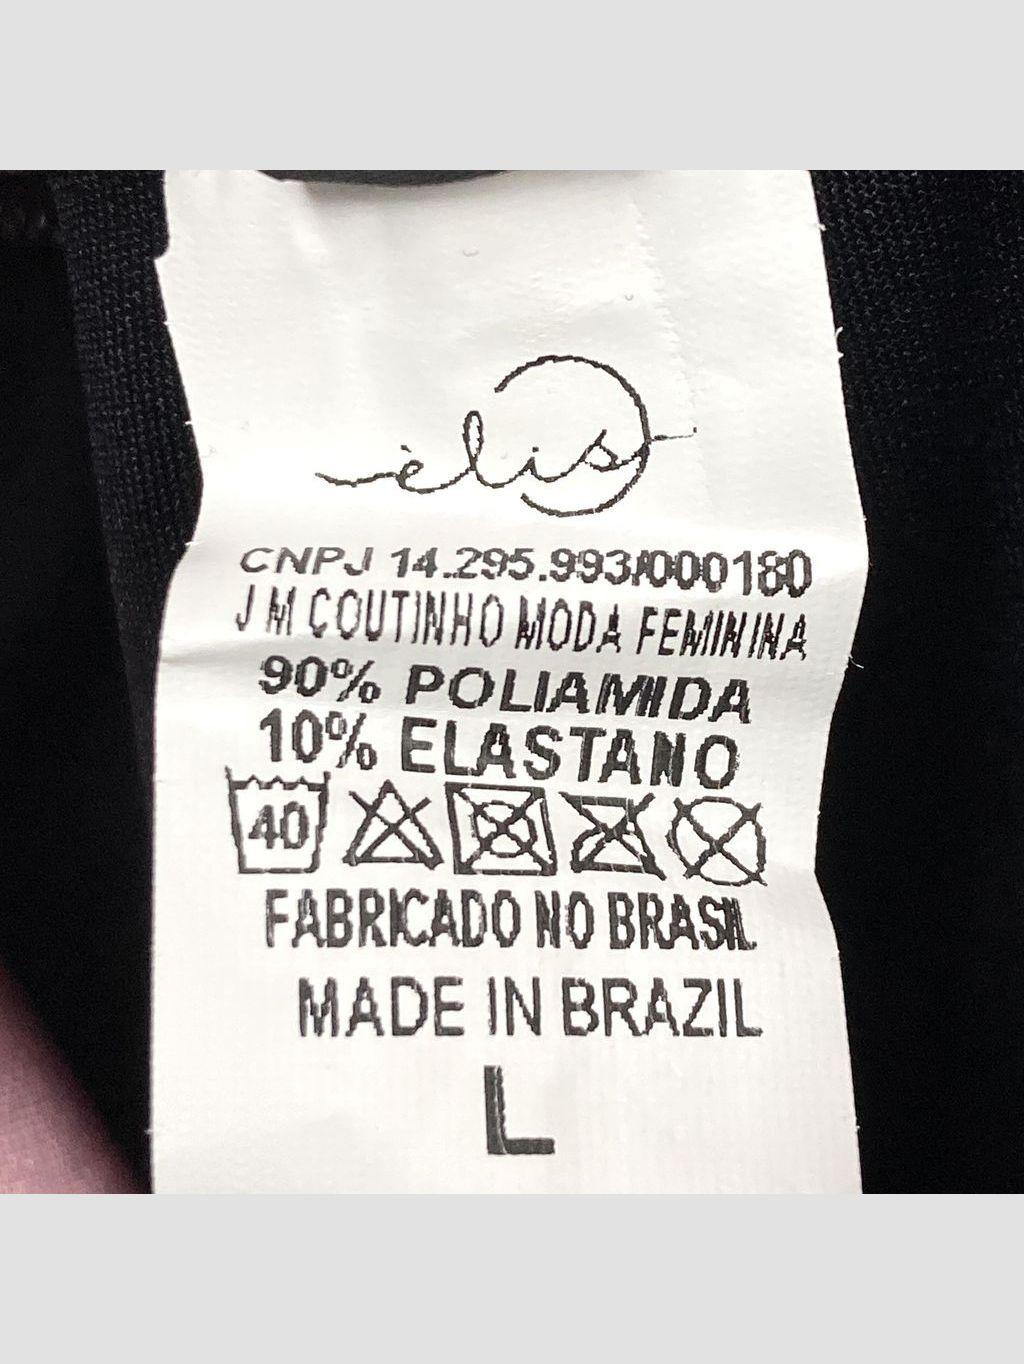 èlis
CNPJ 14.295.993/000180
J M COUTINHO MODA FEMININA
90% POLIAMIDA
10% ELASTANO
40
FABRICADO NO BRASIL
MADE IN BRAZIL
L